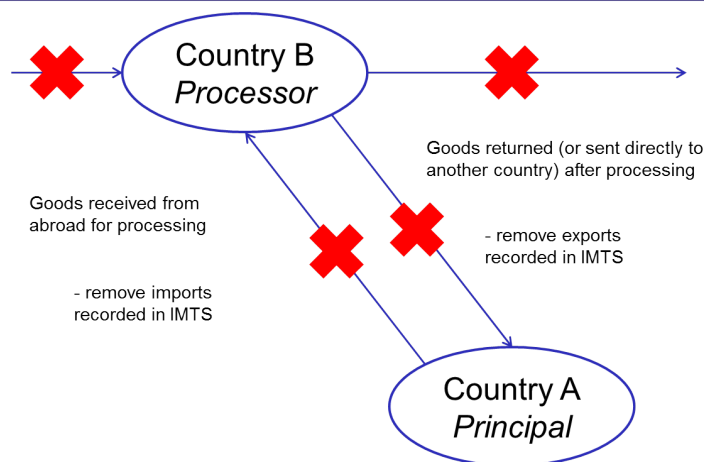 Country B
Processor
Goods returned (or sent directly to
another country) after processing
Goods received from
abroad for processing
- remove exports
recorded in IMTS
- remove imports
recorded in IMTS
Country A
Principal